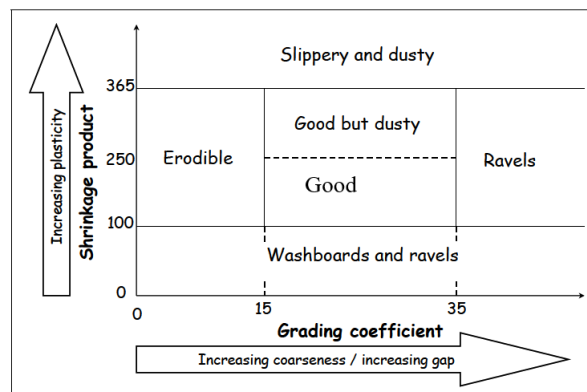 Slippery and dusty
365
Good but dusty
Erodible
250
Ravels
Good
100
Washboards and ravels
0
0
15
35
Grading coefficient
Increasing coarseness / increasing gap
Shrinkage product
Increasing plasticity